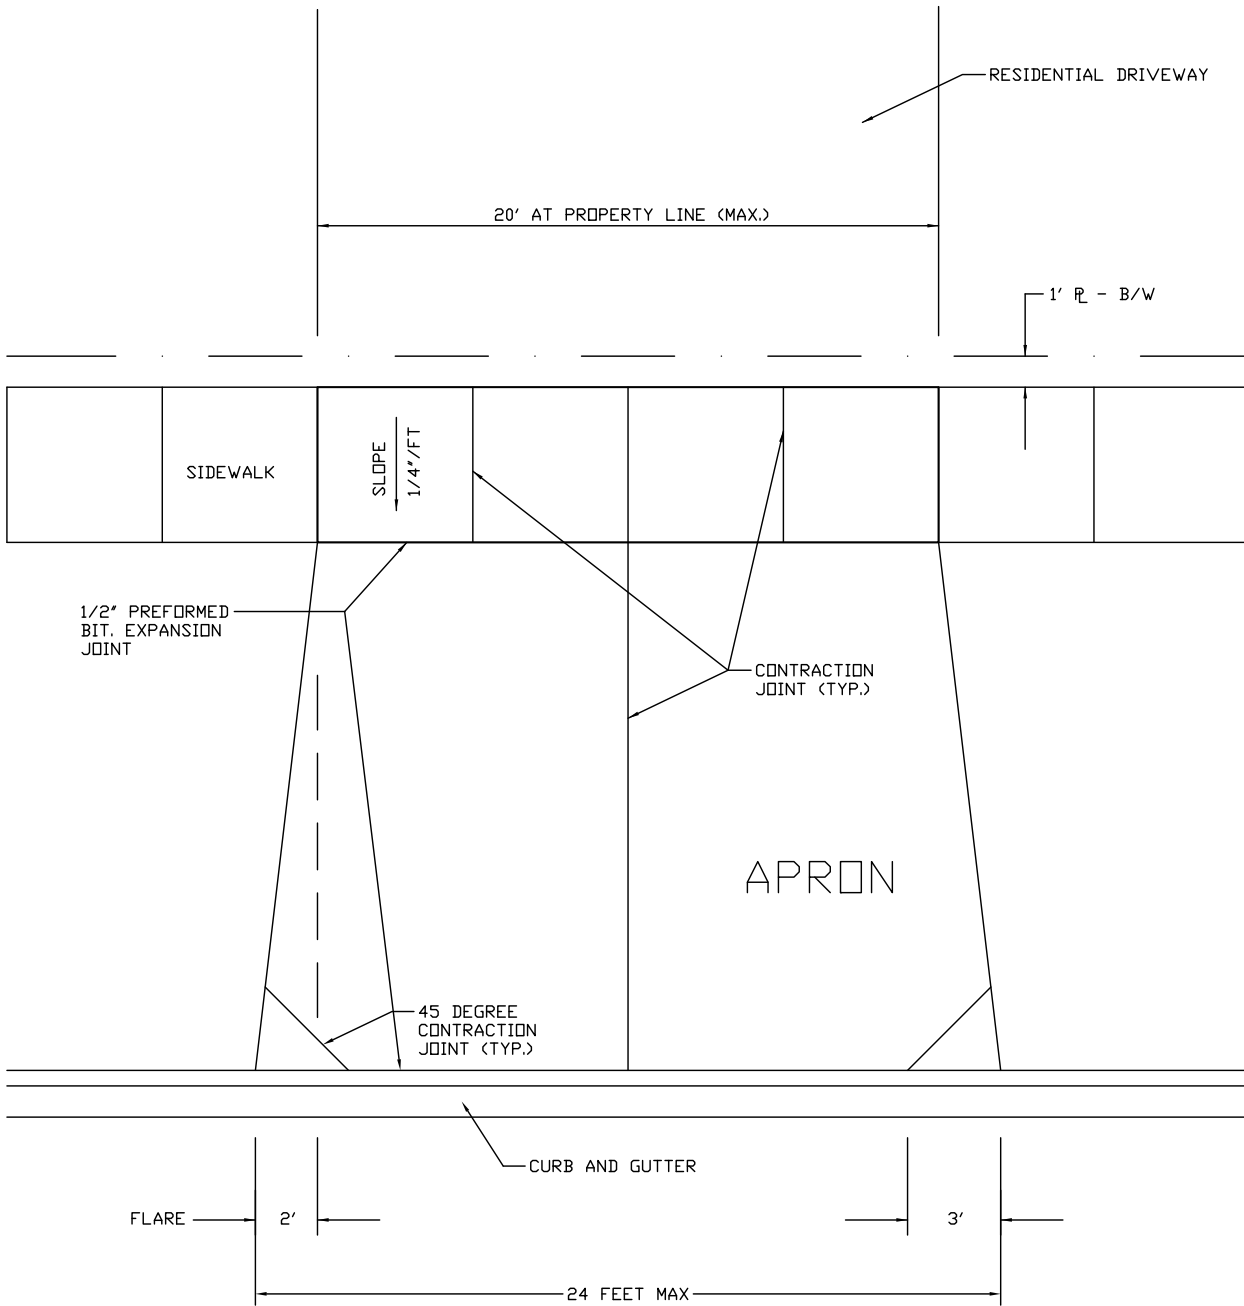 RESIDENTIAL DRIVEWAY
20' AT PROPERTY LINE (MAX.)
1' ℄ - B/W
SIDEWALK
SLOPE
1/4"/FT
1/2" PREFORMED
BIT. EXPANSION
JOINT
CONTRACTION
JOINT (TYP.)
APRON
45 DEGREE
CONTRACTION
JOINT (TYP.)
CURB AND GUTTER
FLARE
2'
3'
24 FEET MAX